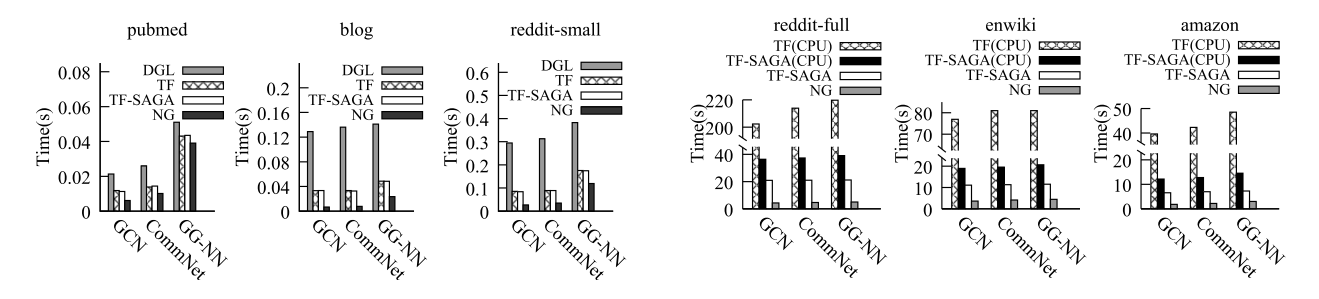 pubmed
DGL
TF
TF-SAGA
NG
Time(s)
0.08
0.06
0.04
0.02
0
GCN
CommNet
GG-NN
blog
DGL
TF
TF-SAGA
NG
Time(s)
0.2
0.16
0.12
0.08
0.04
0
GCN
CommNet
GG-NN
reddit-small
DGL
TF
TF-SAGA
NG
Time(s)
0.6
0.5
0.4
0.3
0.2
0.1
0
GCN
CommNet
GG-NN
reddit-full
TF(CPU)
TF-SAGA(CPU)
TF-SAGA
NG
Time(s)
220
200
40
20
0
GCN
CommNet
GG-NN
enwiki
TF(CPU)
TF-SAGA(CPU)
TF-SAGA
NG
Time(s)
80
70
20
10
0
GCN
CommNet
GG-NN
amazon
TF(CPU)
TF-SAGA(CPU)
TF-SAGA
NG
Time(s)
50
40
20
10
0
GCN
CommNet
GG-NN